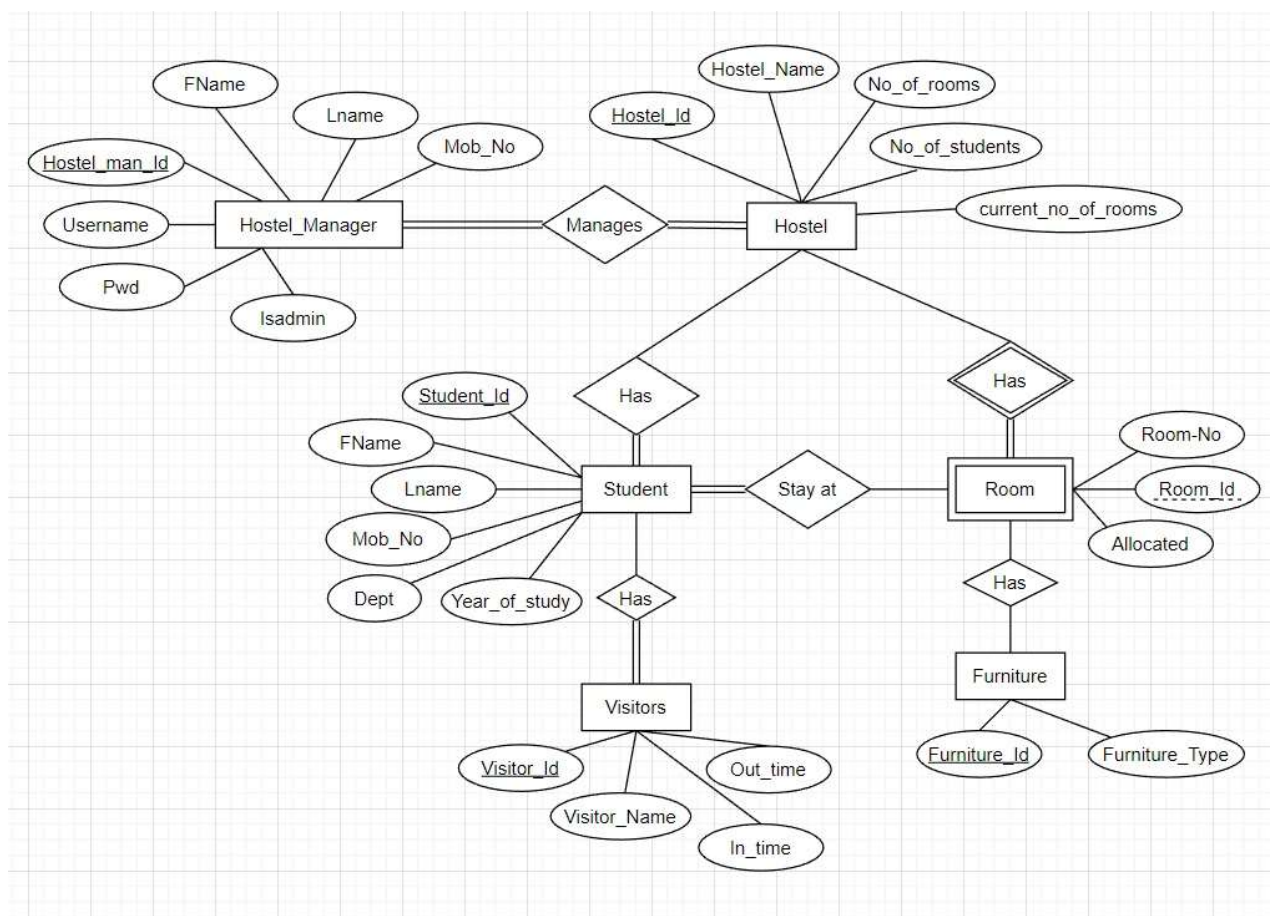 FName
Lname
Hostel_man_Id
Mob_No
Username
Hostel_Manager
Pwd
Isadmin
Manages
Hostel_Name
No_of_rooms
Hostel_Id
No_of_students
current_no_of_rooms
Hostel
Has
Has
Student_Id
FName
Lname
Mob_No
Dept
Year_of_study
Student
Stay at
Room
Room-No
Room_Id
Allocated
Has
Has
Visitors
Visitor_Id
Visitor_Name
Out_time
In_time
Furniture
Furniture_Id
Furniture_Type